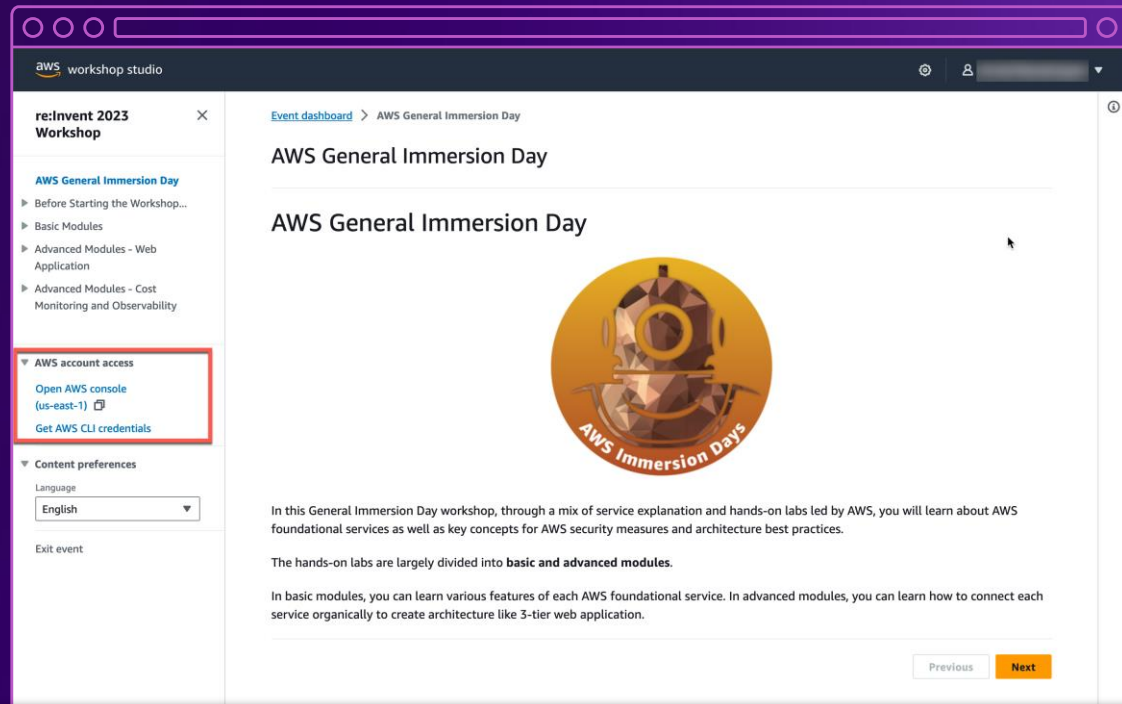 aws workshop studio
re:Invent 2023
Workshop
AWS General Immersion Day
Before Starting the Workshop...
Basic Modules
Advanced Modules - Web
Application
Advanced Modules - Cost
Monitoring and Observability
AWS account access
Open AWS console
(us-east-1)
Get AWS CLI credentials
Content preferences
Language
English
Exit event
Event dashboard > AWS General Immersion Day
AWS General Immersion Day
AWS General Immersion Day
AWS Immersion Days
In this General Immersion Day workshop, through a mix of service explanation and hands-on labs led by AWS, you will learn about AWS
foundational services as well as key concepts for AWS security measures and architecture best practices.
The hands-on labs are largely divided into basic and advanced modules.
In basic modules, you can learn various features of each AWS foundational service. In advanced modules, you can learn how to connect each
service organically to create architecture like 3-tier web application.
Previous
Next